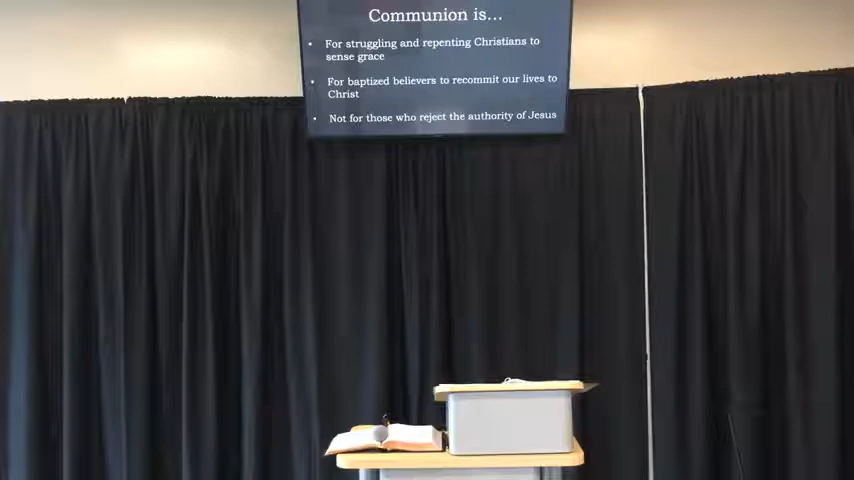 Communion is...
• For struggling and repenting Christians to
sense grace
• For baptized believers to recommit our lives to
Christ
• Not for those who reject the authority of Jesus